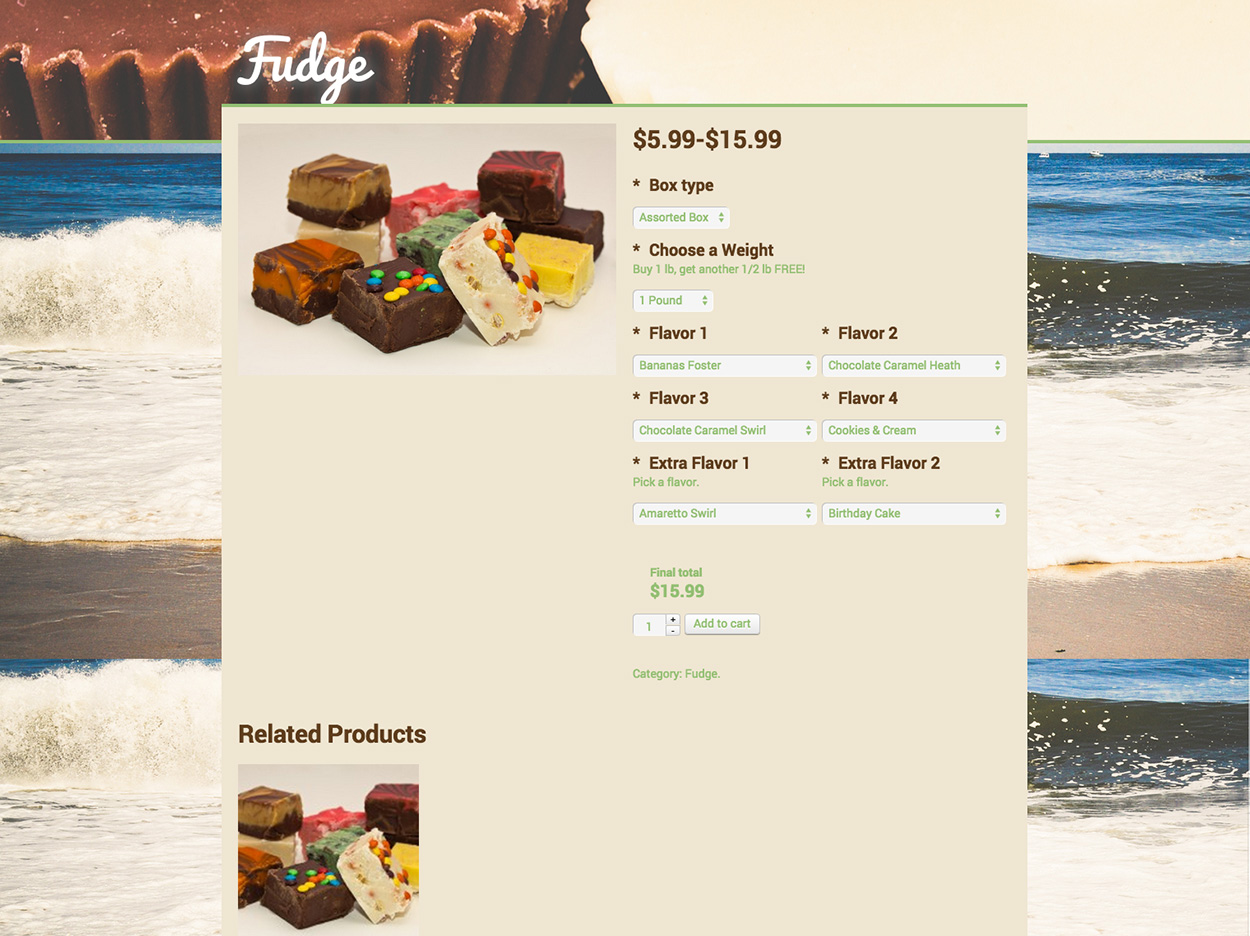 Fudge
$5.99-$15.99
* Box type
Assorted Box
* Choose a Weight
Buy 1 lb, get another 1/2 lb FREE!
1 Pound
* Flavor 1 * Flavor 2
Bananas Foster Chocolate Caramel Heath
* Flavor 3 * Flavor 4
Chocolate Caramel Swirl Cookies & Cream
* Extra Flavor 1 * Extra Flavor 2
Pick a flavor. Pick a flavor.
Amaretto Swirl Birthday Cake
Final total
$15.99
1 + - Add to cart
Category: Fudge.
Related Products